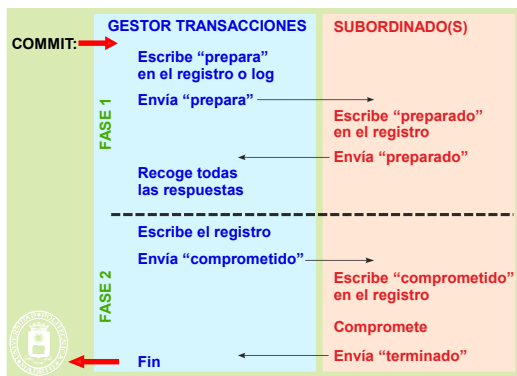 GESTOR TRANSACCIONES
SUBORDINADO(S)
COMMIT:
Escribe “prepara”
en el registro o log
Envía “prepara”
FASE 1
Escribe “preparado”
en el registro
Envía “preparado”
Recoge todas
las respuestas
Escribe el registro
Envía “comprometido”
FASE 2
Escribe “comprometido”
en el registro
Compromete
Envía “terminado”
Fin